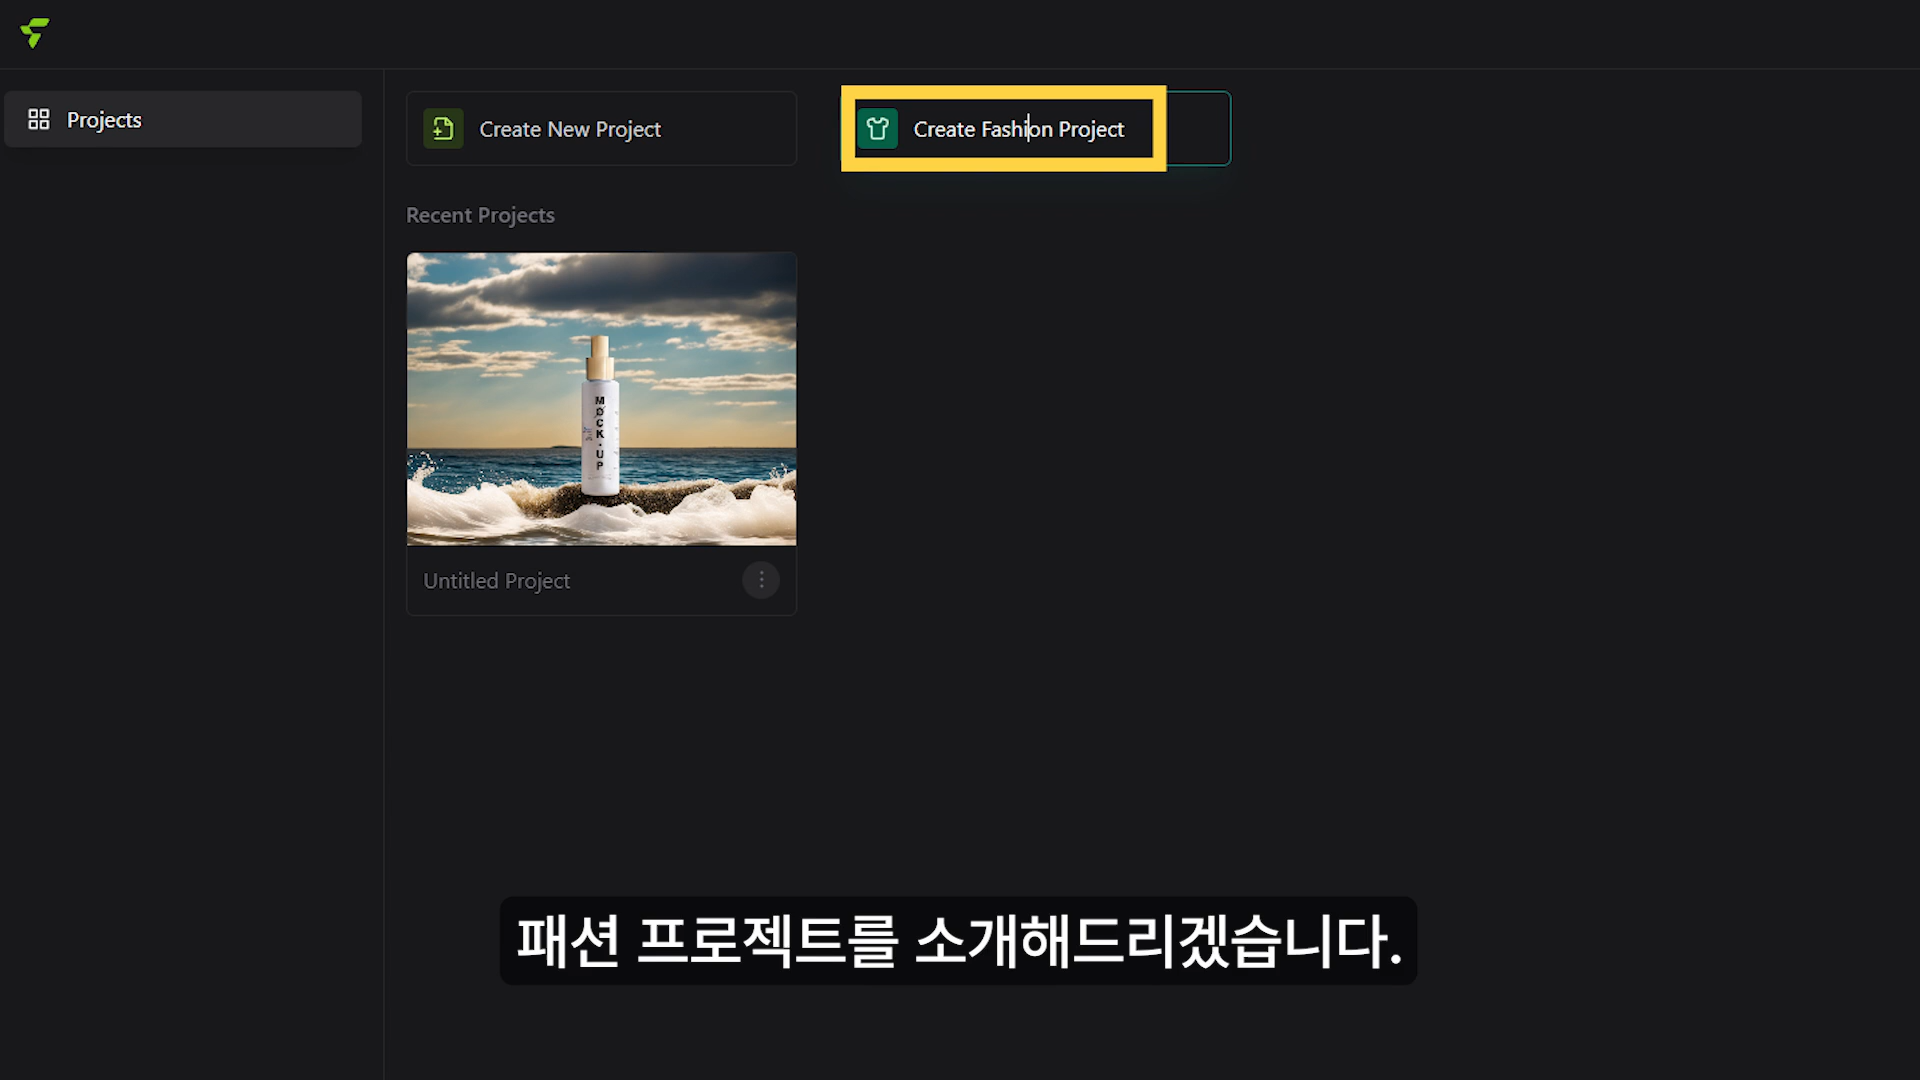 Projects
Create New Project
Create Fashion Project
Recent Projects
MOCK·UP
Untitled Project
패션 프로젝트를 소개해드리겠습니다.